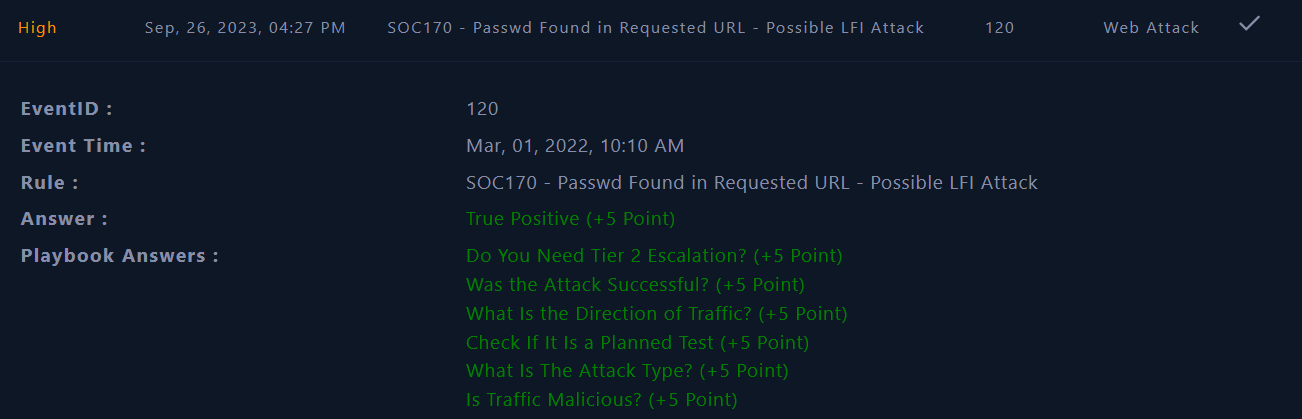 High Sep, 26, 2023, 04:27 PM SOC170 - Passwd Found in Requested URL - Possible LFI Attack 120 Web Attack
EventID : 120
Event Time : Mar, 01, 2022, 10:10 AM
Rule : SOC170 - Passwd Found in Requested URL - Possible LFI Attack
Answer : True Positive (+5 Point)
Playbook Answers : Do You Need Tier 2 Escalation? (+5 Point)
Was the Attack Successful? (+5 Point)
What Is the Direction of Traffic? (+5 Point)
Check If It Is a Planned Test (+5 Point)
What Is The Attack Type? (+5 Point)
Is Traffic Malicious? (+5 Point)